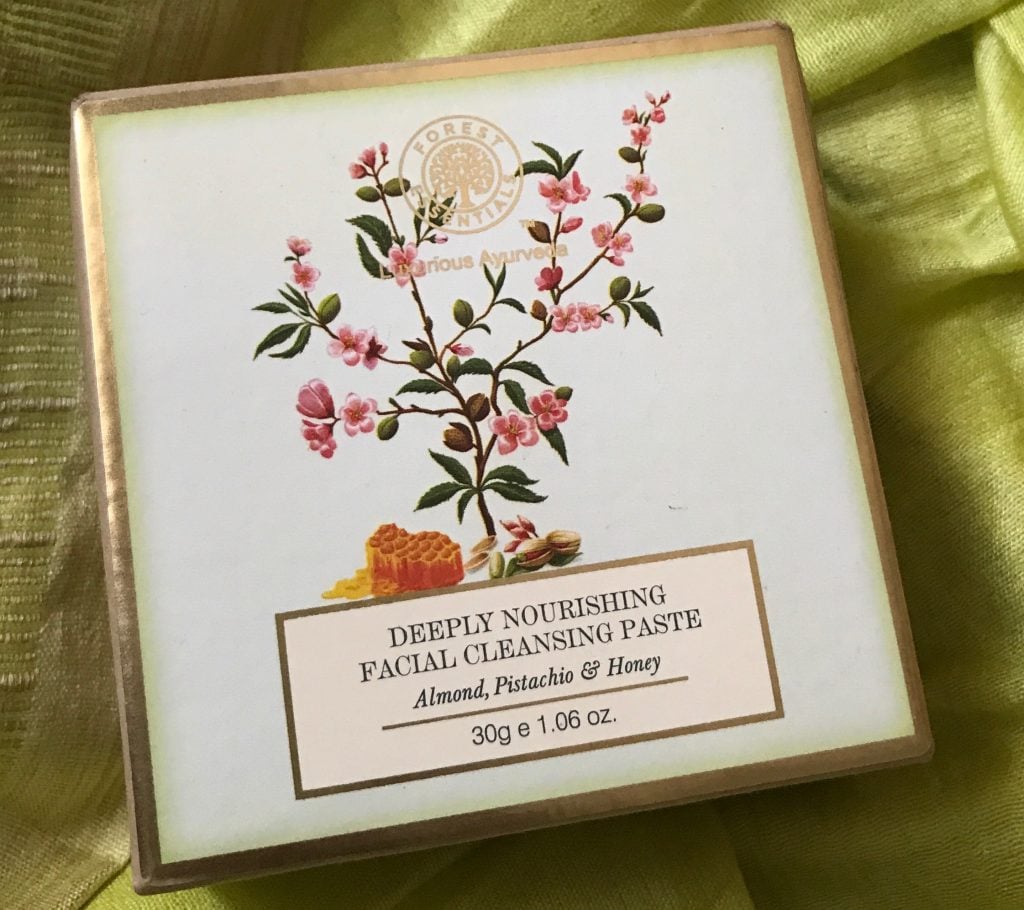 FOREST
ESSENTIALS
Luxurious Ayurveda
DEEPLY NOURISHING
FACIAL CLEANSING PASTE
Almond, Pistachio & Honey
30g e 1.06 oz.